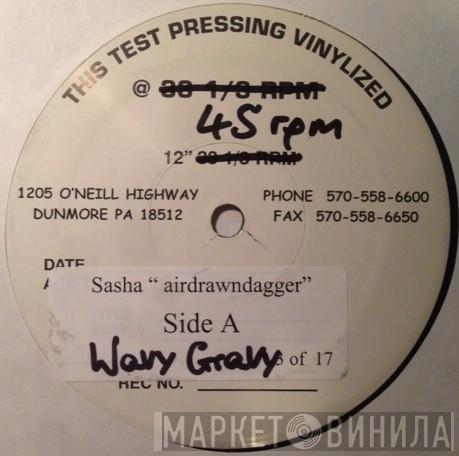 THIS TEST PRESSING VINYLIZED
@ 33 1/3 RPM
45 rpm
12" 33 1/3 RPM
1205 O'NEILL HIGHWAY
DUNMORE PA 18512
PHONE 570-558-6600
FAX 570-558-6650
DATE
Sasha “ airdrawndagger”
Side A
Wavy Gravy of 17
REC NO.
МАРКЕТ ВИНИЛА